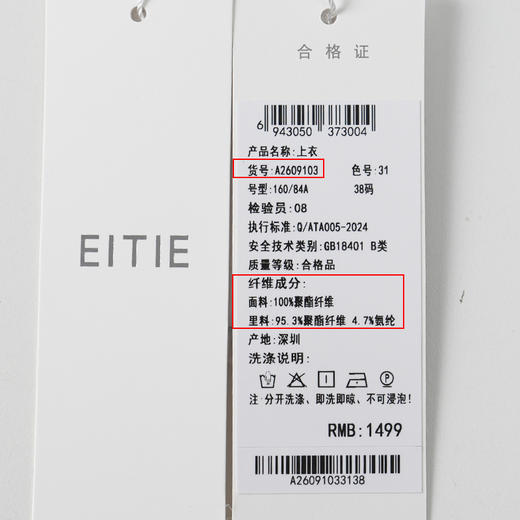 EITIE
合格证
6 943050 373004
产品名称:上衣
货号:A2609103 色号:31
号型:160/84A 38码
检验员:08
执行标准:Q/ATA005-2024
安全技术类别:GB18401 B类
质量等级:合格品
纤维成分:
面料:100%聚酯纤维
里料:95.3%聚酯纤维 4.7%氨纶
产地:深圳
洗涤说明:
注:分开洗涤、即洗即晾、不可浸泡!
RMB:1499
A26091033138